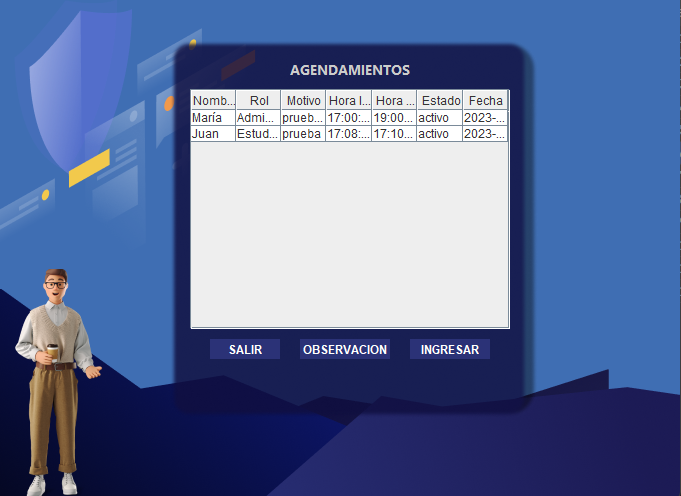 AGENDAMIENTOS
Nomb... Rol Motivo Hora I... Hora ... Estado Fecha
María Admi... prueb... 17:00:... 19:00... activo 2023-...
Juan Estud... prueba 17:08:... 17:10... activo 2023-...
SALIR OBSERVACION INGRESAR